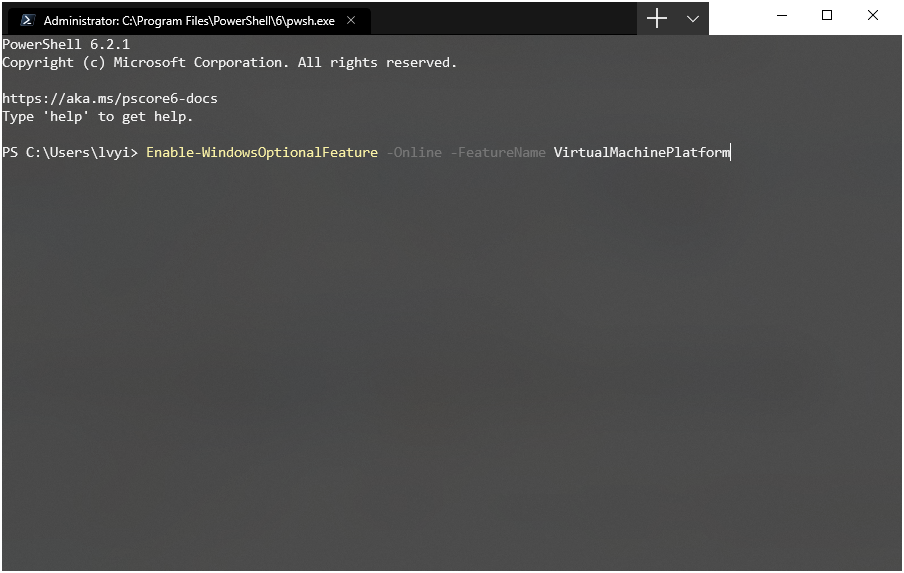 Administrator: C:\Program Files\PowerShell\6\pwsh.exe
PowerShell 6.2.1
Copyright (c) Microsoft Corporation. All rights reserved.
https://aka.ms/pscore6-docs
Type 'help' to get help.
PS C:\Users\lvyi> Enable-WindowsOptionalFeature -Online -FeatureName VirtualMachinePlatform